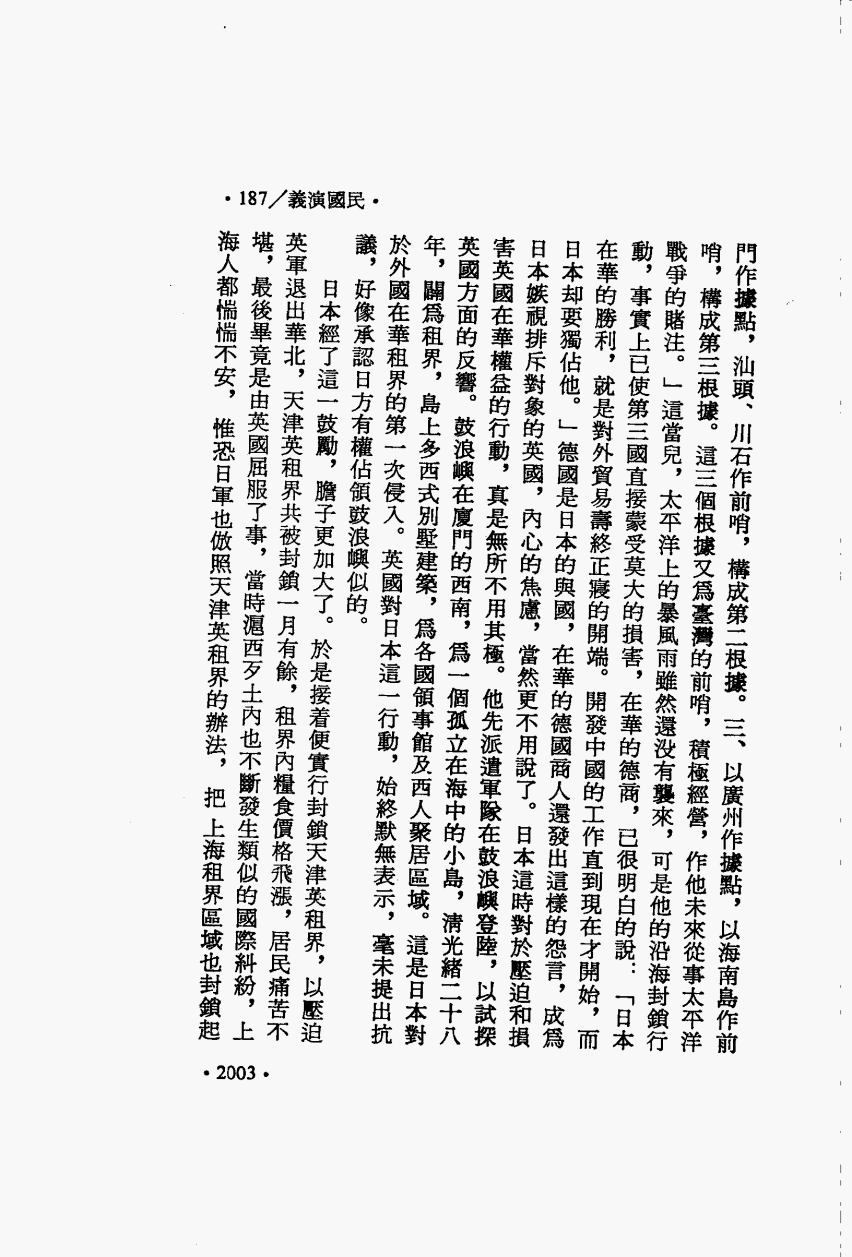 •187／義演國民•
門作據點，汕頭、川石作前哨，構成第二根據。三、以廣州作據點，以海南島作前
哨，構成第三根據。這三個根據又爲臺灣的前哨，積極經營，作他未來從事太平洋
戰爭的賭注。」這當兒，太平洋上的暴風雨雖然還没有襲來，可是他的沿海封鎖行
動，事實上已使第三國直接蒙受莫大的損害，在華的德商，已很明白的說：「日本
在華的勝利，就是對外貿易壽終正寢的開端。開發中國的工作直到現在才開始，而
日本却要獨佔他。」德國是日本的與國，在華的德國商人還發出這樣的怨言，成爲
日本嫉視排斥對象的英國，內心的焦慮，當然更不用說了。日本這時對於壓迫和損
害英國在華權益的行動，真是無所不用其極。他先派遣軍隊在鼓浪嶼登陸，以試探
英國方面的反響。鼓浪嶼在廈門的西南，爲一個孤立在海中的小島，清光緒二十八
年，闢爲租界，島上多西式別墅建築，爲各國領事館及西人聚居區域。這是日本對
於外國在華租界的第一次侵入。英國對日本這一行動，始終默無表示，毫未提出抗
議，好像承認日方有權佔領鼓浪嶼似的。
日本經了這一鼓勵，膽子更加大了。於是接着便實行封鎖天津英租界，以壓迫
英軍退出華北，天津英租界共被封鎖一月有餘，租界內糧食價格飛漲，居民痛苦不
堪，最後畢竟是由英國屈服了事，當時滬西歹土內也不斷發生類似的國際糾紛，上
海人都惴惴不安，惟恐日軍也倣照天津英租界的辦法，把上海租界區域也封鎖起
•2003•